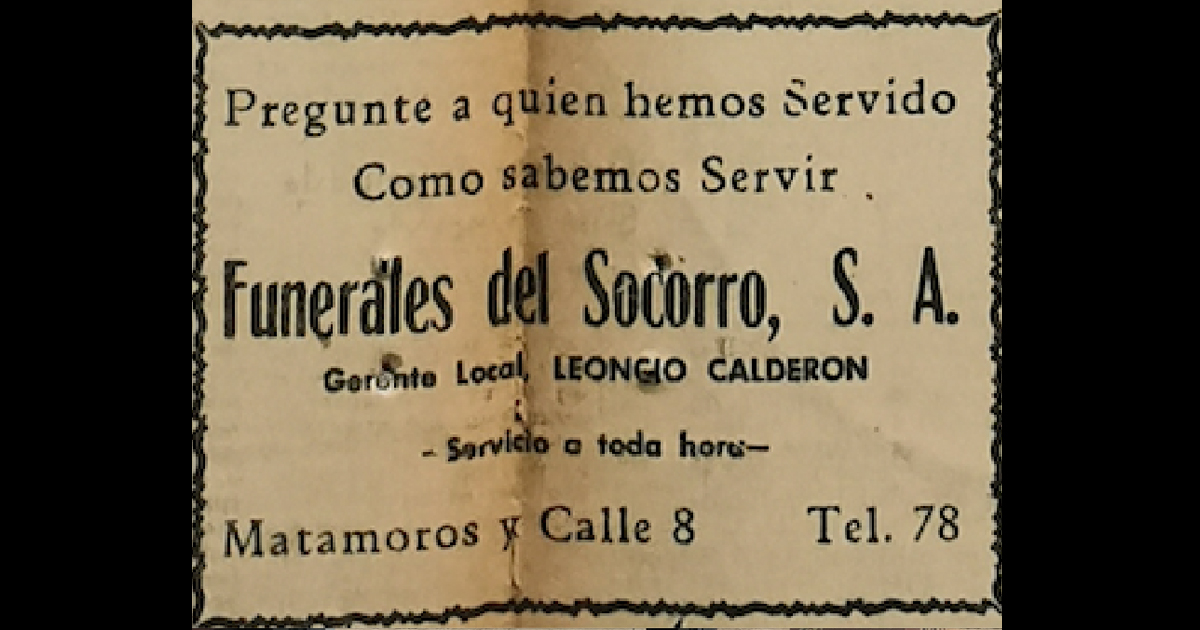 Pregunte a quien hemos Servido
Como sabemos Servir
Funerales del Socorro, S. A.
Gerente Local, LEONCIO CALDERON
- Servicio a toda hora-
Matamoros y Calle 8 Tel. 78